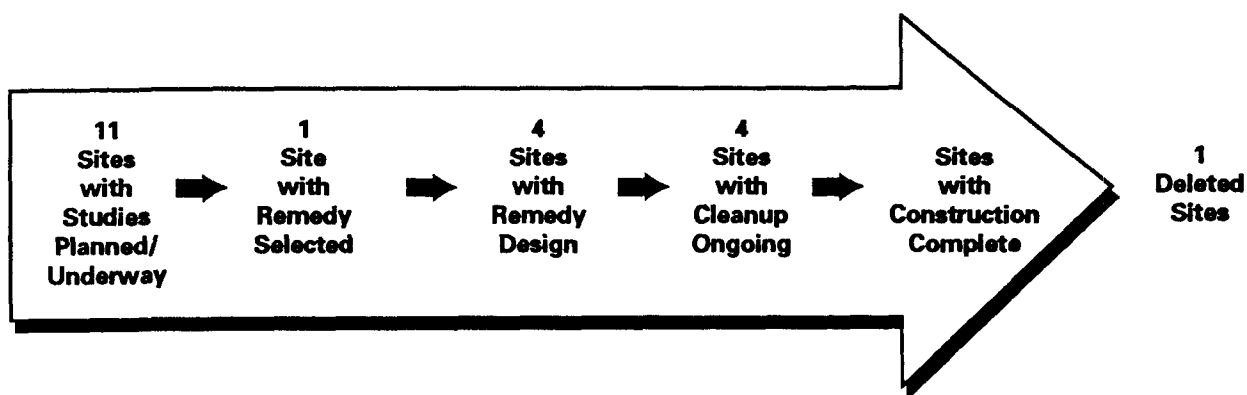 11
Sites
with
Studies
Planned/
Underway
1
Site
with
Remedy
Selected
4
Sites
with
Remedy
Design
4
Sites
with
Cleanup
Ongoing
Sites
with
Construction
Complete
1
Deleted
Sites